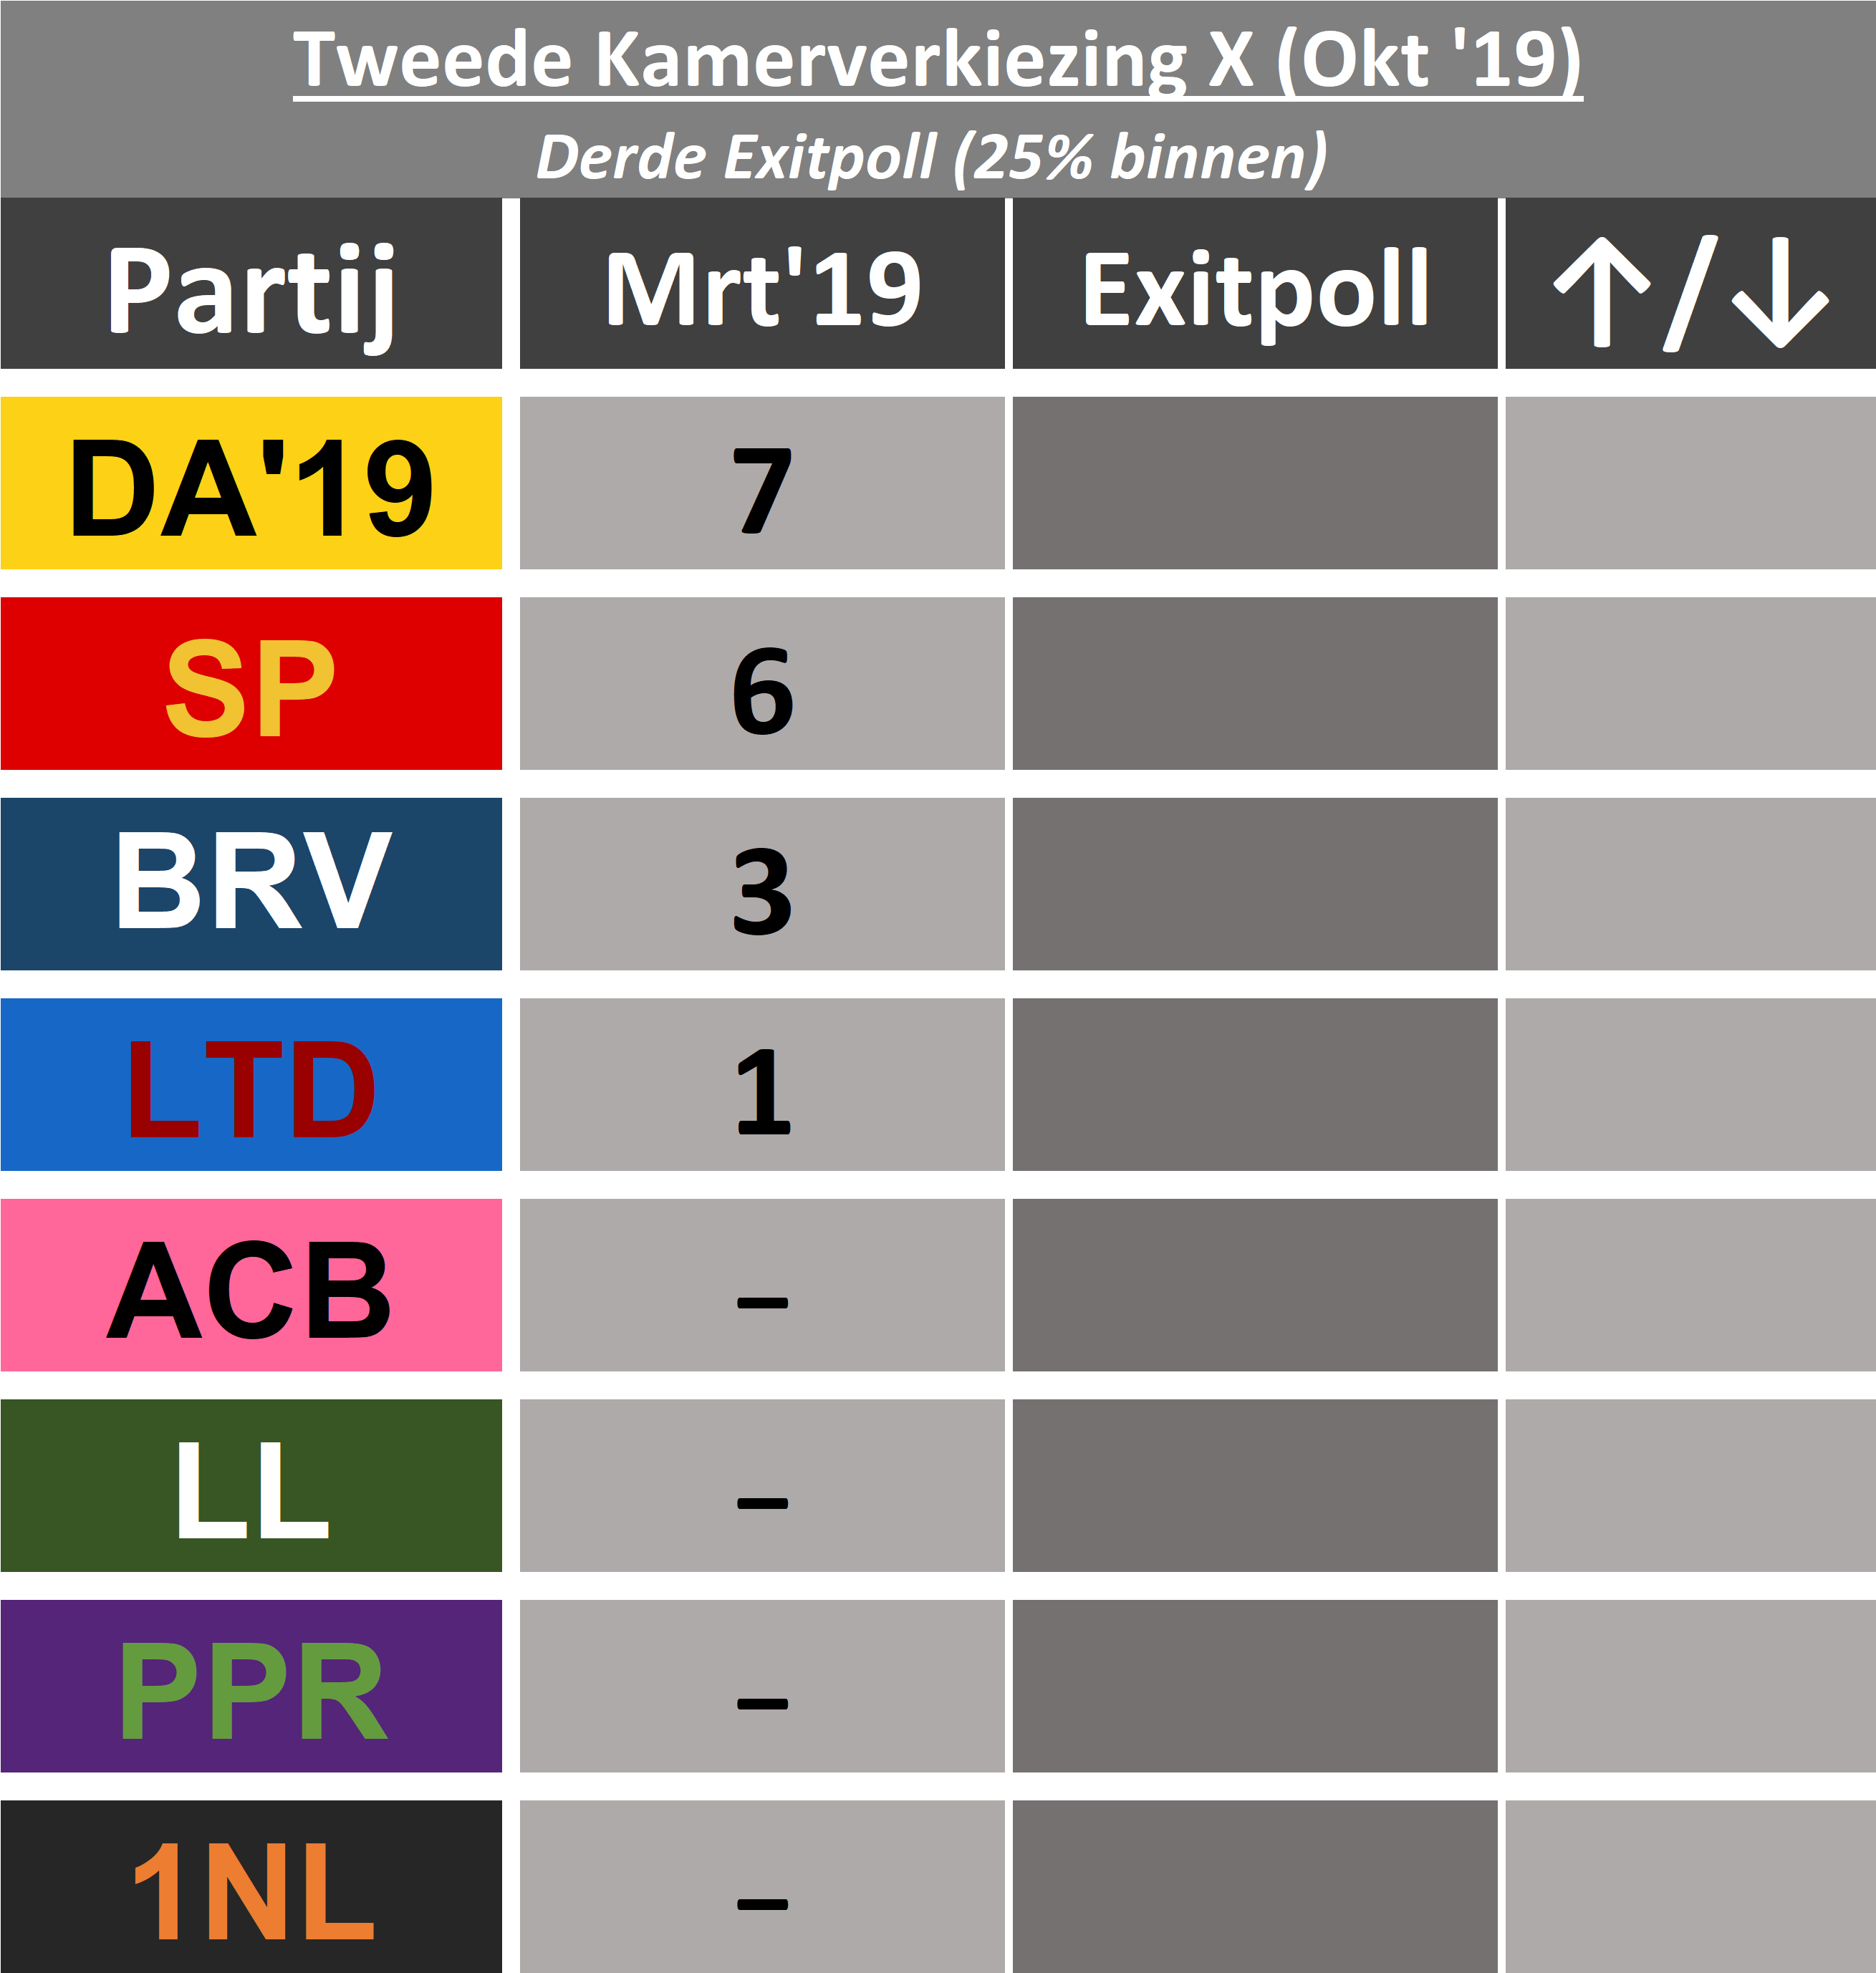 Tweede Kamerverkiezing X (Okt '19)
Derde Exitpoll (25% binnen)
Partij Mrt'19 Exitpoll ↑/↓
DA'19 7
SP 6
BRV 3
LTD 1
ACB –
LL –
PPR –
1NL –